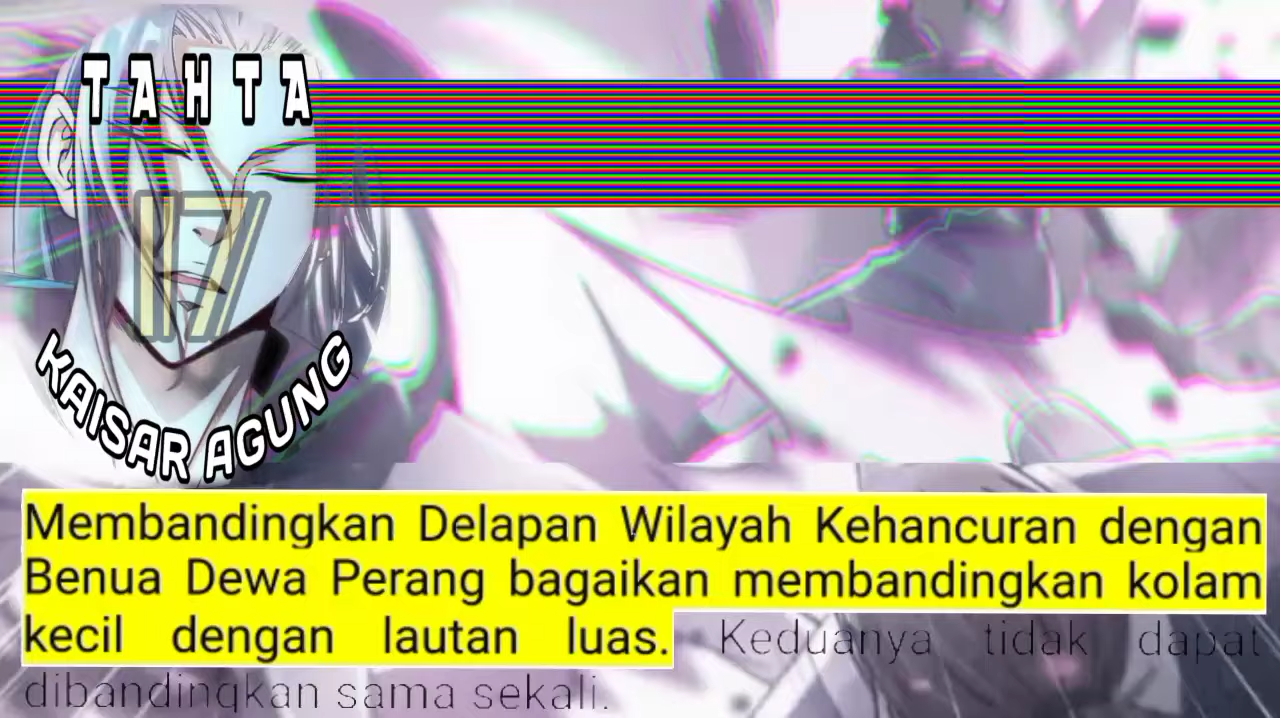 TAHTA
17
KAISAR AGUNG
Membandingkan Delapan Wilayah Kehancuran dengan
Benua Dewa Perang bagaikan membandingkan kolam
kecil dengan lautan luas. Keduanya tidak dapat
dibandingkan sama sekali.